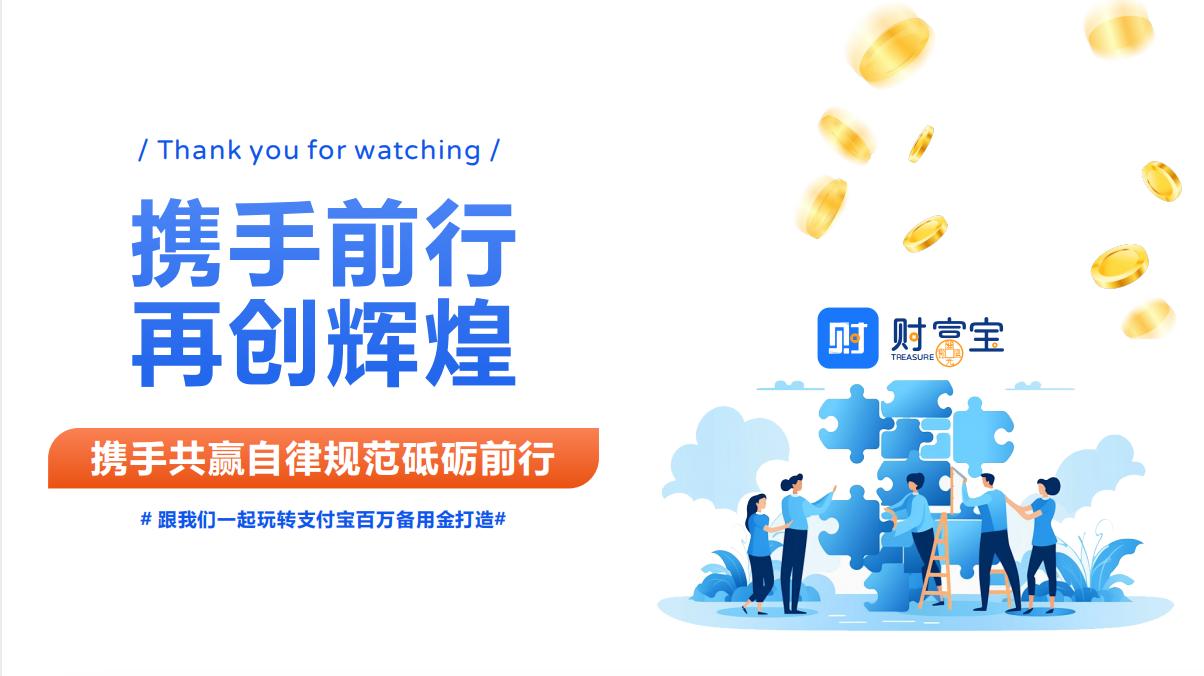 / Thank you for watching /
携手前行
再创辉煌
携手共赢自律规范砥砺前行
# 跟我们一起玩转支付宝百万备用金打造#
财
财富宝
TREASURE